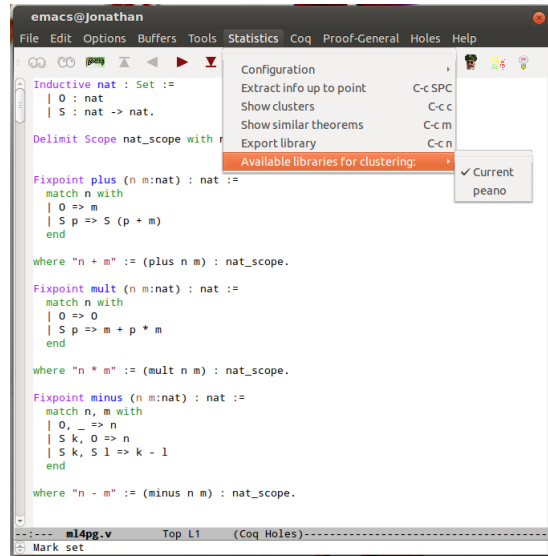 emacs@Jonathan
File Edit Options Buffers Tools Statistics Coq Proof-General Holes Help
Configuration
Extract info up to point C-c SPC
Show clusters C-c c
Show similar theorems C-c m
Export library C-c n
Available libraries for clustering:
Current
peano
Inductive nat : Set :=
| O : nat
| S : nat -> nat.
Delimit Scope nat_scope with
Fixpoint plus (n m:nat) : nat :=
match n with
| O => m
| S p => S (p + m)
end
where "n + m" := (plus n m) : nat_scope.
Fixpoint mult (n m:nat) : nat :=
match n with
| O => O
| S p => m + p * m
end
where "n * m" := (mult n m) : nat_scope.
Fixpoint minus (n m:nat) : nat :=
match n, m with
| O, _ => n
| S k, O => n
| S k, S l => k - l
end
where "n - m" := (minus n m) : nat_scope.
--:--- ml4pg.v Top L1 (Coq Holes)----------------------------------
Mark set